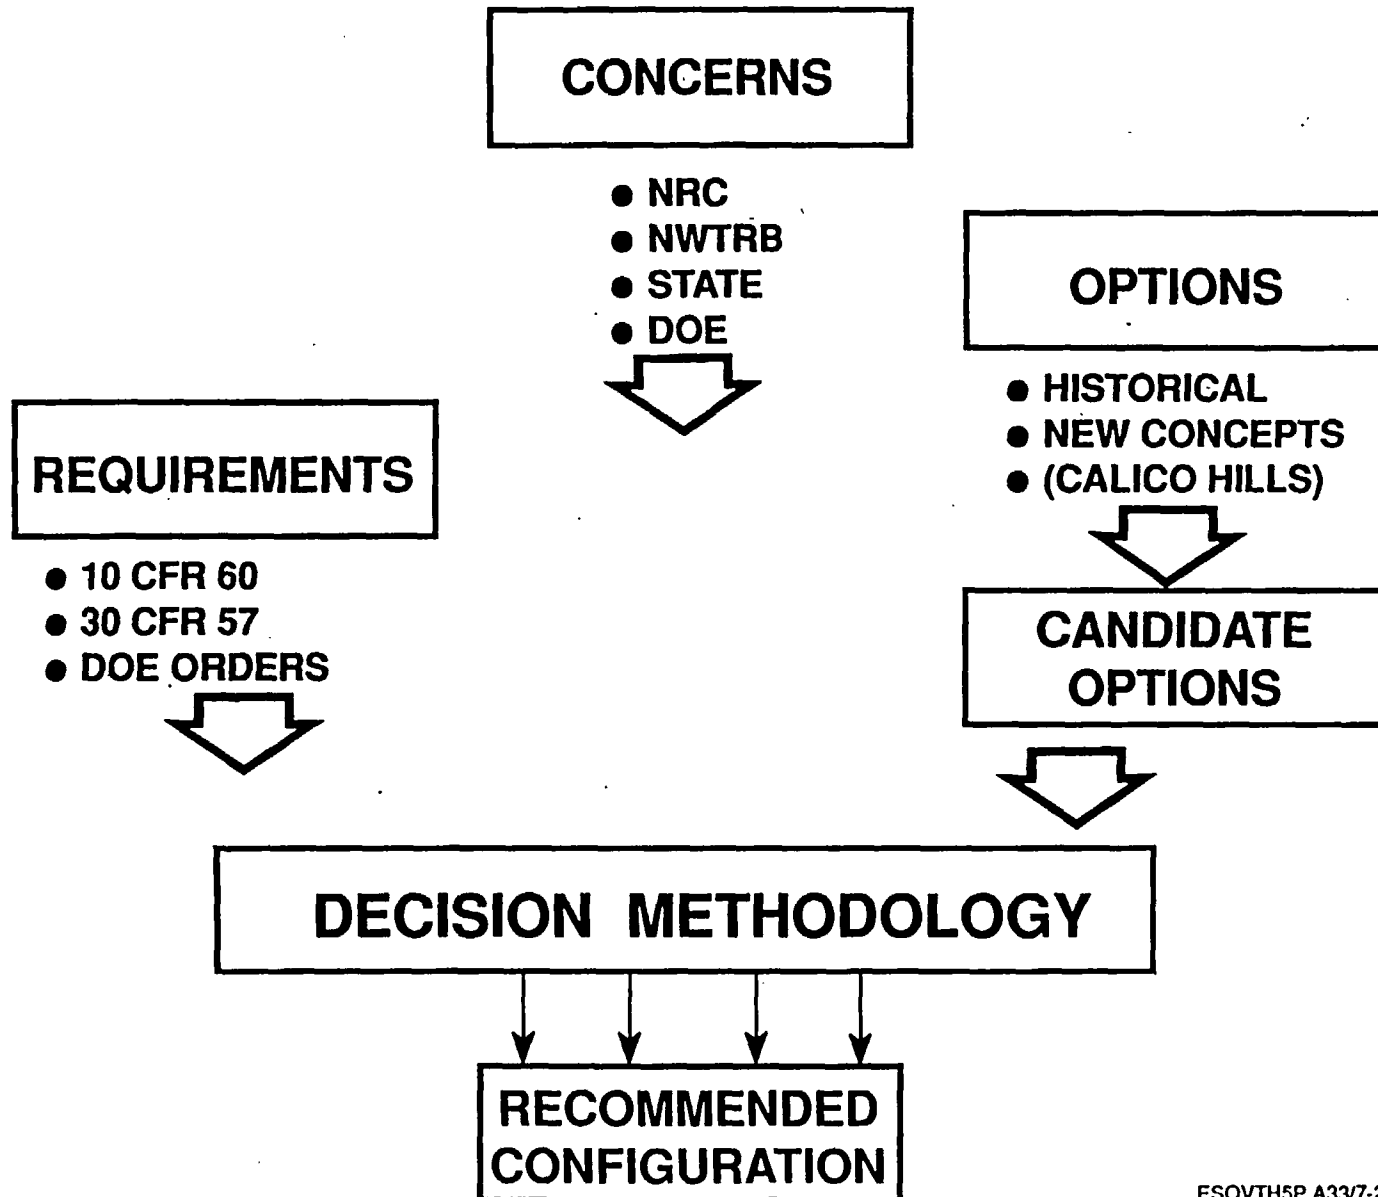 CONCERNS
● NRC
● NWTRB
● STATE
● DOE
OPTIONS
● HISTORICAL
● NEW CONCEPTS
● (CALICO HILLS)
REQUIREMENTS
● 10 CFR 60
● 30 CFR 57
● DOE ORDERS
CANDIDATE
OPTIONS
DECISION METHODOLOGY
RECOMMENDED
CONFIGURATION